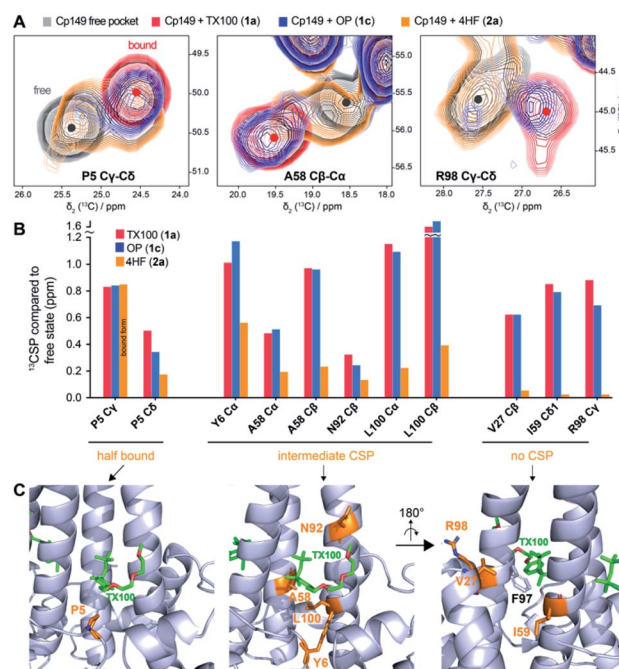 A
Cp149 free pocket Cp149 + TX100 (1a) Cp149 + OP (1c) Cp149 + 4HF (2a)
bound
free
49.5
50.0
50.5
51.0
P5 Cγ-Cδ
26.0 25.5 25.0 24.5 24.0
δ₂ (¹³C) / ppm
55.0
55.5
56.0
56.5
A58 Cβ-Cα
20.0 19.5 19.0 18.5 18.0
δ₂ (¹³C) / ppm
44.5
45.0
45.5
R98 Cγ-Cδ
28.0 27.5 27.0 26.5
δ₂ (¹³C) / ppm
B
TX100 (1a)
OP (1c)
4HF (2a)
¹³CSP compared to
free state (ppm)
1.6
1.2
1.0
0.8
0.6
0.4
0.2
0.0
bound form
P5 Cγ
P5 Cδ
Y6 Cα
A58 Cα
A58 Cβ
N92 Cβ
L100 Cα
L100 Cβ
V27 Cβ
I59 Cδ1
R98 Cγ
half bound
intermediate CSP
no CSP
C
TX100
P5
N92
TX100
A58
L100
Y6
180°
R98
TX100
V27
F97
I59